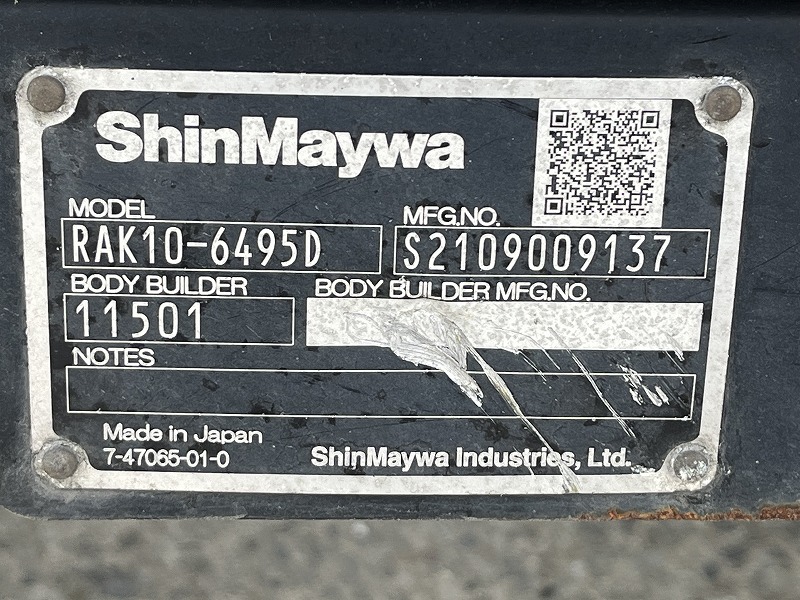 ShinMaywa
MODEL
RAK10-6495D
MFG.NO.
S2109009137
BODY BUILDER
11501
BODY BUILDER MFG.NO.
NOTES
Made in Japan
7-47065-01-0
ShinMaywa Industries, Ltd.